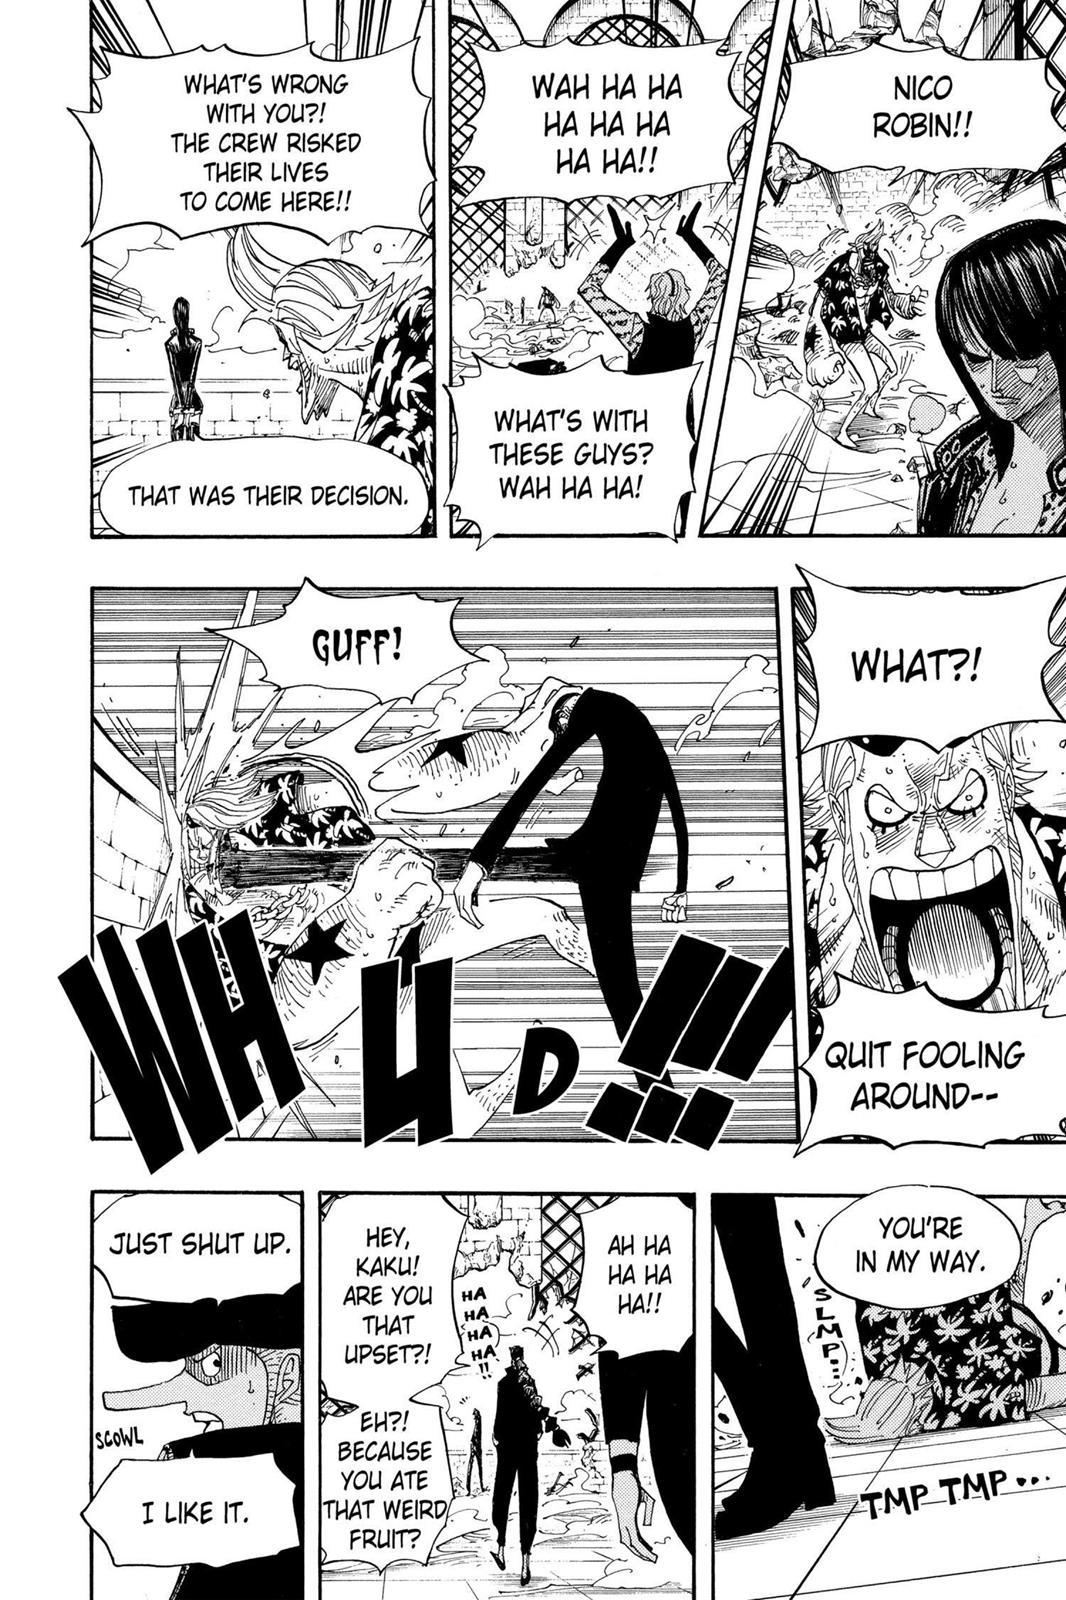 NICO
ROBIN!!
WAH HA HA
HA HA HA
HA HA!!
WHAT'S WITH
THESE GUYS?
WAH HA HA!
WHAT'S WRONG
WITH YOU?!
THE CREW RISKED
THEIR LIVES
TO COME HERE!!
THAT WAS THEIR DECISION.
WHAT?!
QUIT FOOLING
AROUND--
GUFF!
WHUD!!!
YOU'RE
IN MY WAY.
SLMP...
TMP TMP...
AH HA
HA HA
HA!!
HA
HA
HA
HA!!
HEY,
KAKU!
ARE YOU
THAT
UPSET?!
EH?!
BECAUSE
YOU ATE
THAT WEIRD
FRUIT?
JUST SHUT UP.
SCOWL
I LIKE IT.